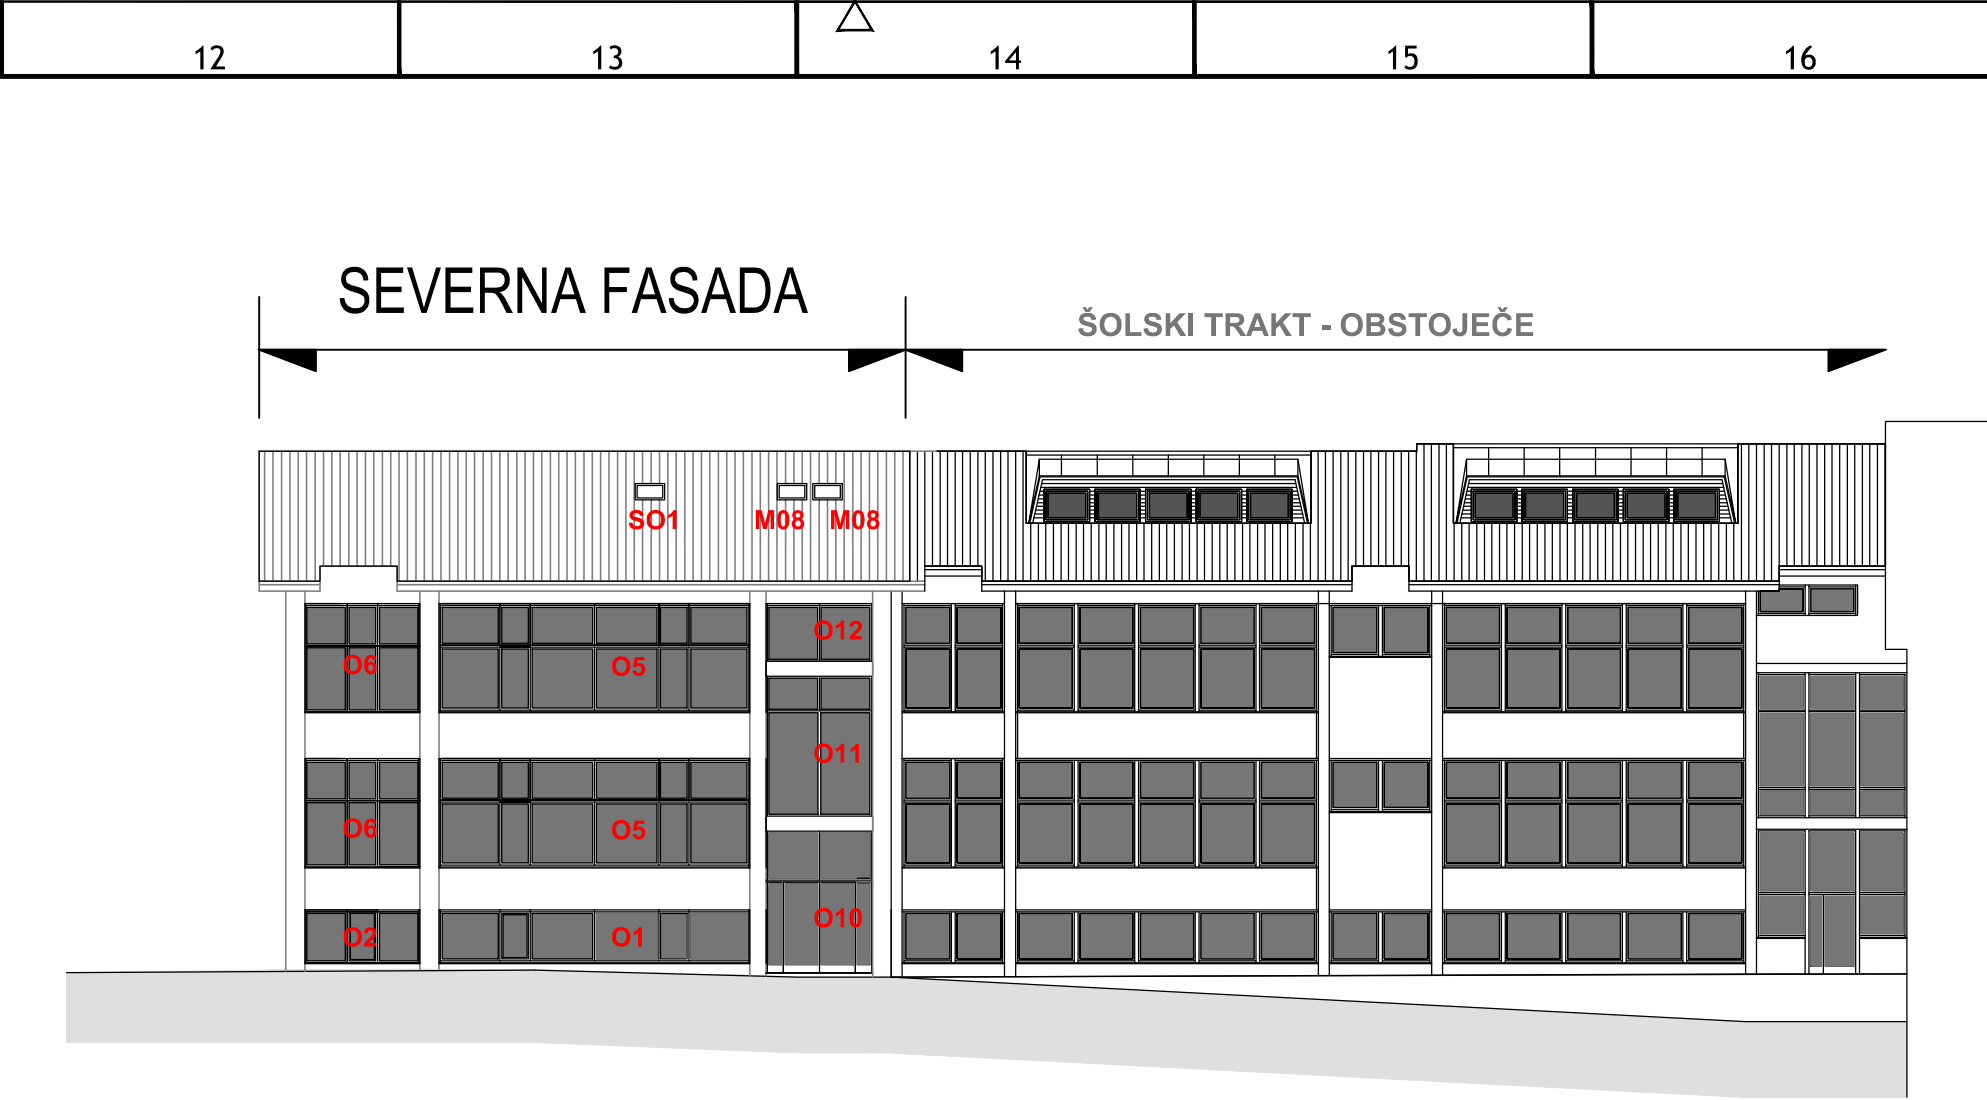 12 13 14 15 16
SEVERNA FASADA
ŠOLSKI TRAKT - OBSTOJEČE
SO1 M08 M08
O12
O6 O5
O11
O6 O5
O10
O2 O1